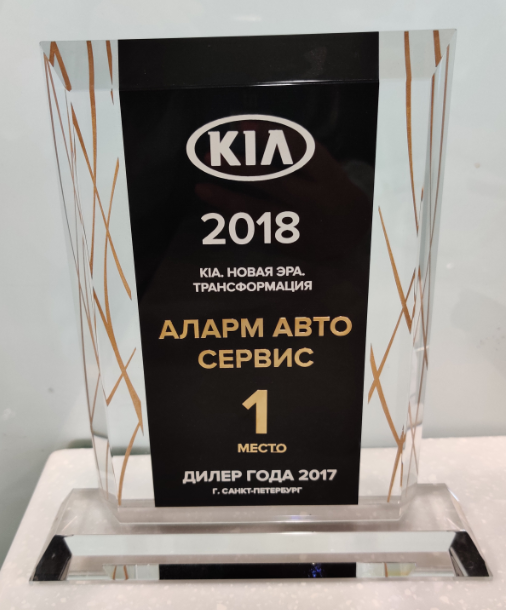 KIA
2018
KIA. НОВАЯ ЭРА.
ТРАНСФОРМАЦИЯ
АЛАРМ АВТО
СЕРВИС
1
МЕСТО
ДИЛЕР ГОДА 2017
Г. САНКТ-ПЕТЕРБУРГ